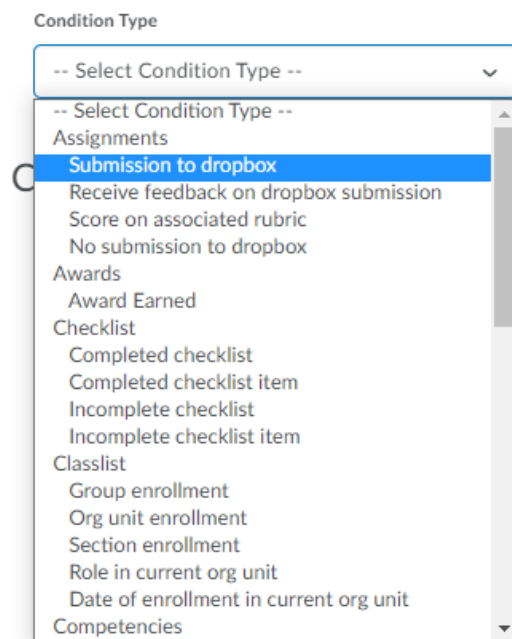 Condition Type
-- Select Condition Type --
-- Select Condition Type --
Assignments
Submission to dropbox
Receive feedback on dropbox submission
Score on associated rubric
No submission to dropbox
Awards
Award Earned
Checklist
Completed checklist
Completed checklist item
Incomplete checklist
Incomplete checklist item
Classlist
Group enrollment
Org unit enrollment
Section enrollment
Role in current org unit
Date of enrollment in current org unit
Competencies